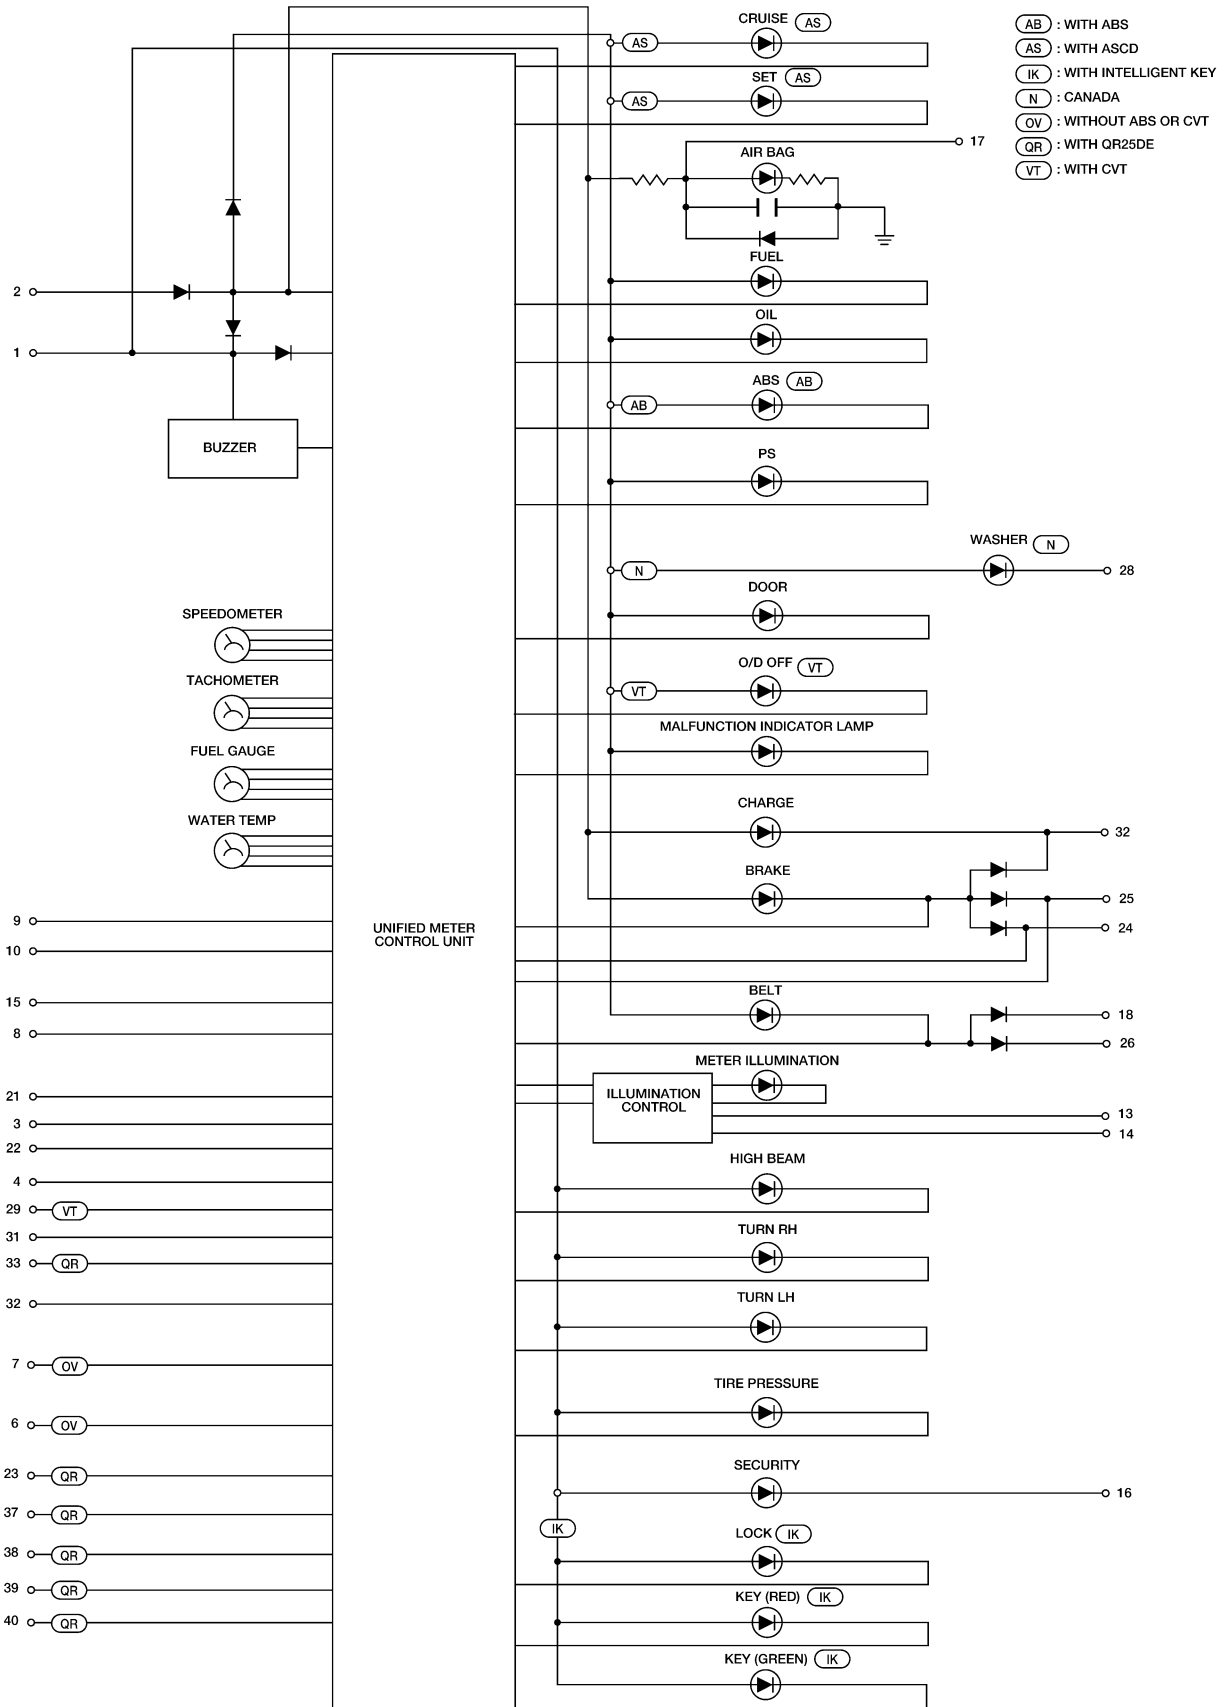 CRUISE AS
AS
SET AS
AS
AB : WITH ABS
AS : WITH ASCD
IK : WITH INTELLIGENT KEY
N : CANADA
OV : WITHOUT ABS OR CVT
QR : WITH QR25DE
VT : WITH CVT
17
AIR BAG
FUEL
2
OIL
1
ABS AB
AB
BUZZER
PS
WASHER N
N
28
DOOR
SPEEDOMETER
O/D OFF VT
VT
TACHOMETER
MALFUNCTION INDICATOR LAMP
FUEL GAUGE
CHARGE
WATER TEMP
32
BRAKE
25
9
UNIFIED METER
CONTROL UNIT
24
10
BELT
15
18
8
26
METER ILLUMINATION
ILLUMINATION
CONTROL
21
13
3
14
22
HIGH BEAM
4
29 VT
TURN RH
31
33 QR
TURN LH
32
7 OV
TIRE PRESSURE
6 OV
SECURITY
23 QR
16
37 QR
IK
LOCK IK
38 QR
39 QR
KEY (RED) IK
40 QR
KEY (GREEN) IK